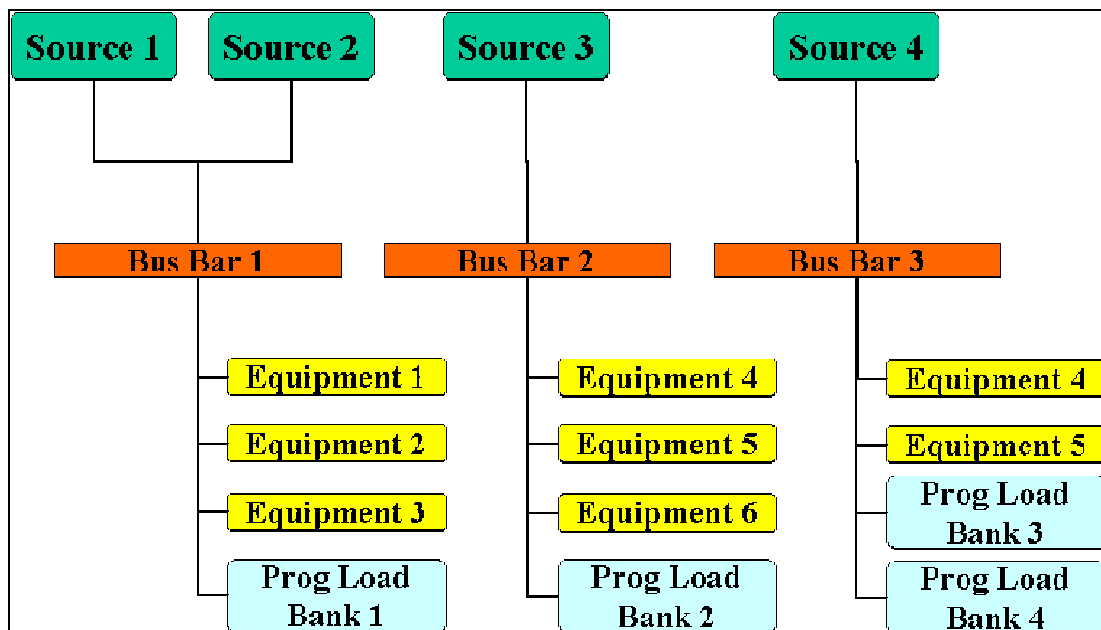 Source 1
Source 2
Source 3
Source 4
Bus Bar 1
Bus Bar 2
Bus Bar 3
Equipment 1
Equipment 4
Equipment 4
Equipment 2
Equipment 5
Equipment 5
Equipment 3
Equipment 6
Prog Load
Bank 3
Prog Load
Bank 1
Prog Load
Bank 2
Prog Load
Bank 4